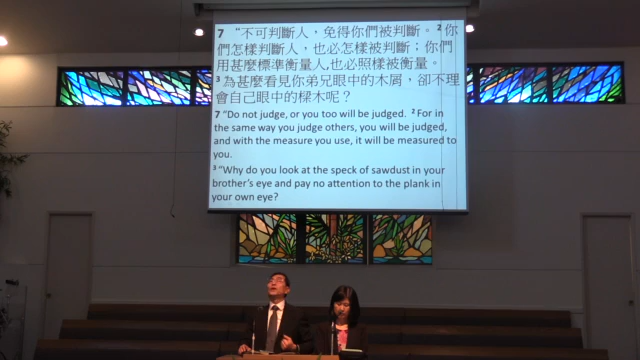 7 “不可判斷人，免得你們被判斷。2 你
們怎樣判斷人，也必怎樣被判斷；你們
用甚麼標準衡量人,也必照樣被衡量。
3 為甚麼看見你弟兄眼中的木屑，卻不理
會自己眼中的樑木呢？
7 “Do not judge, or you too will be judged. 2 For in
the same way you judge others, you will be judged,
and with the measure you use, it will be measured to
you.
3 “Why do you look at the speck of sawdust in your
brother’s eye and pay no attention to the plank in
your own eye?